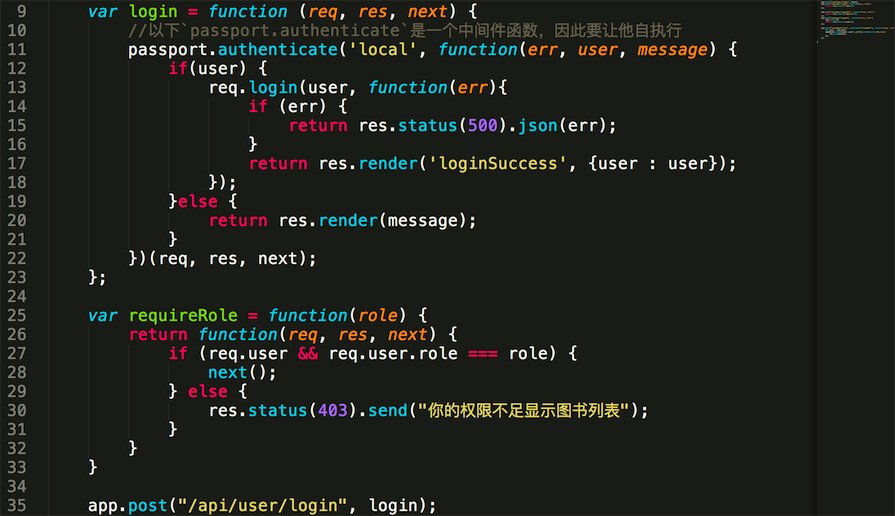 9 var login = function (req, res, next) {
10 //以下`passport.authenticate`是一个中间件函数，因此要让他自执行
11 passport.authenticate('local', function(err, user, message) {
12 if(user) {
13 req.login(user, function(err){
14 if (err) {
15 return res.status(500).json(err);
16 }
17 return res.render('loginSuccess', {user : user});
18 });
19 }else {
20 return res.render(message);
21 }
22 })(req, res, next);
23 };
24
25 var requireRole = function(role) {
26 return function(req, res, next) {
27 if (req.user && req.user.role === role) {
28 next();
29 } else {
30 res.status(403).send("你的权限不足显示图书列表");
31 }
32 }
33 }
34
35 app.post("/api/user/login", login);